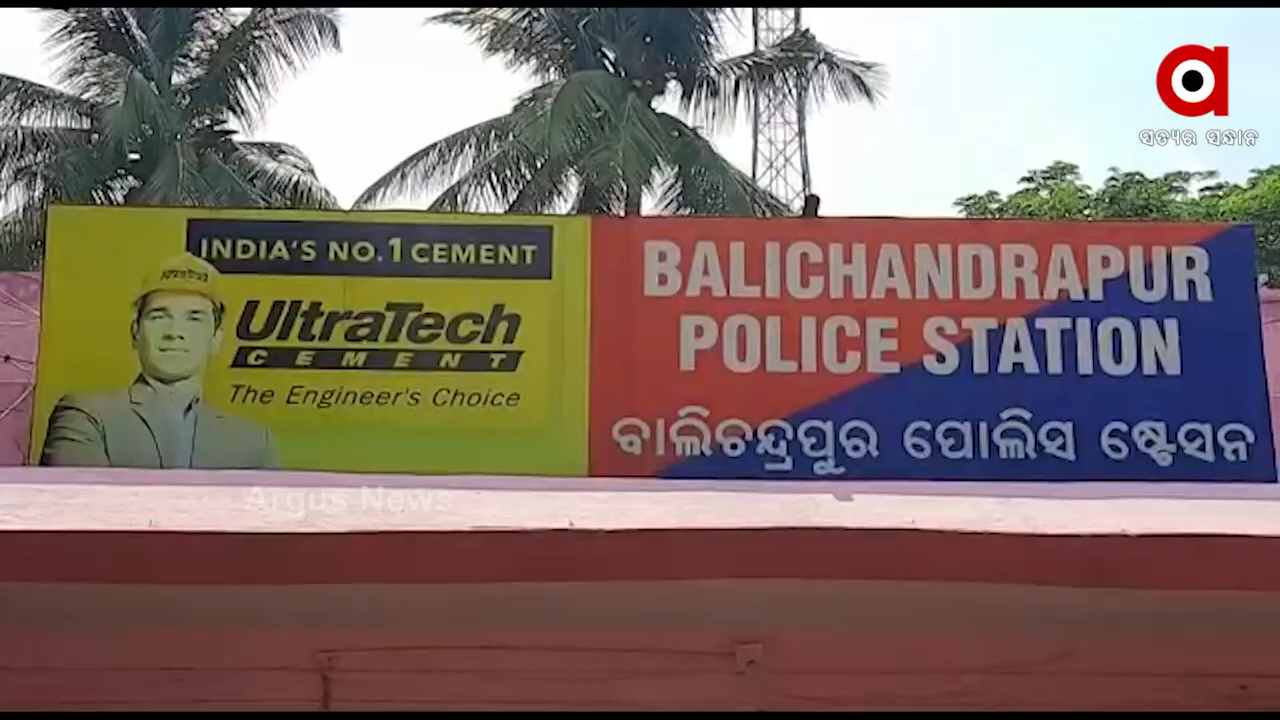 ସତ୍ୟର ସନ୍ଧାନ
INDIA'S NO.1 CEMENT
UltraTech
CEMENT
The Engineer's Choice
BALICHANDRAPUR
POLICE STATION
ବାଲିଚନ୍ଦ୍ରପୁର ପୋଲିସ ଷ୍ଟେସନ
Argus News